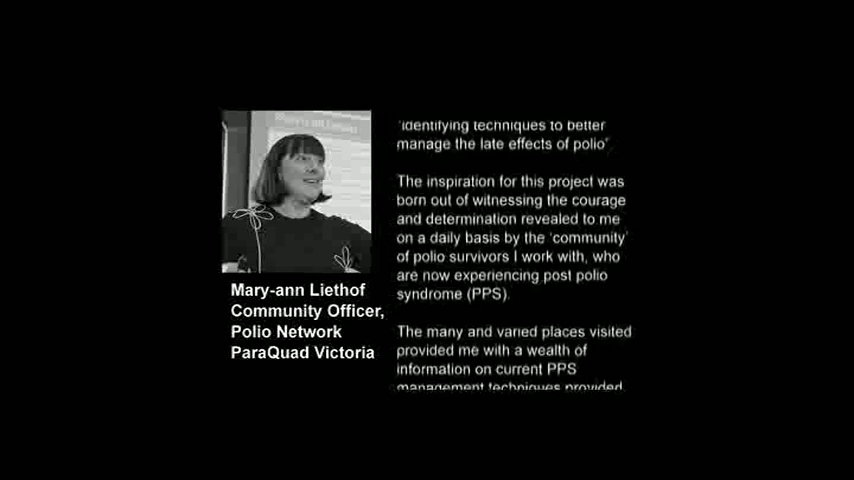 'identifying techniques to better
manage the late effects of polio"
The inspiration for this project was
born out of witnessing the courage
and determination revealed to me
on a daily basis by the 'community'
of polio survivors I work with, who
are now experiencing post polio
syndrome (PPS).
The many and varied places visited
provided me with a wealth of
information on current PPS
management techniques provided,
Mary-ann Liethof
Community Officer,
Polio Network
ParaQuad Victoria